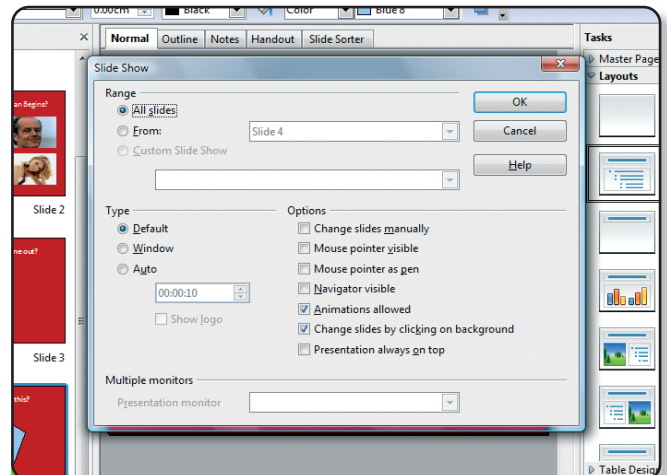 0.00cm Black Color Blue 8
Normal Outline Notes Handout Slide Sorter
Tasks
Master Page
Layouts
an Begins?
Slide 2
ne out?
Slide 3
this?
Slide Show
Range
All slides
From: Slide 4
Custom Slide Show
OK
Cancel
Help
Type
Default
Window
Auto
00:00:10
Show logo
Options
Change slides manually
Mouse pointer visible
Mouse pointer as pen
Navigator visible
Animations allowed
Change slides by clicking on background
Presentation always on top
Multiple monitors
Presentation monitor
Table Design